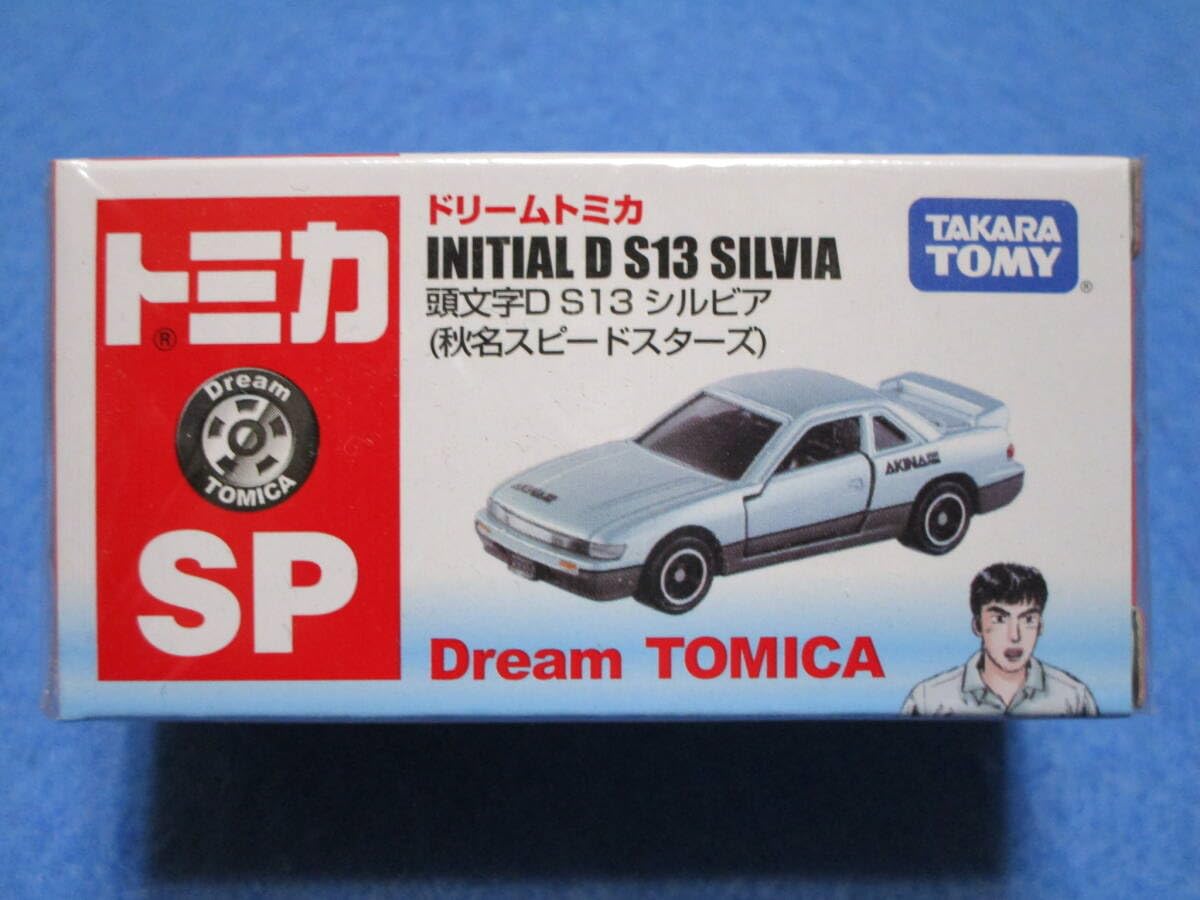 トミカ
®
Dream
TOMICA
SP
ドリームトミカ
INITIAL D S13 SILVIA
頭文字D S13 シルビア
(秋名スピードスターズ)
TAKARA
TOMY
®
AKINA
Dream TOMICA